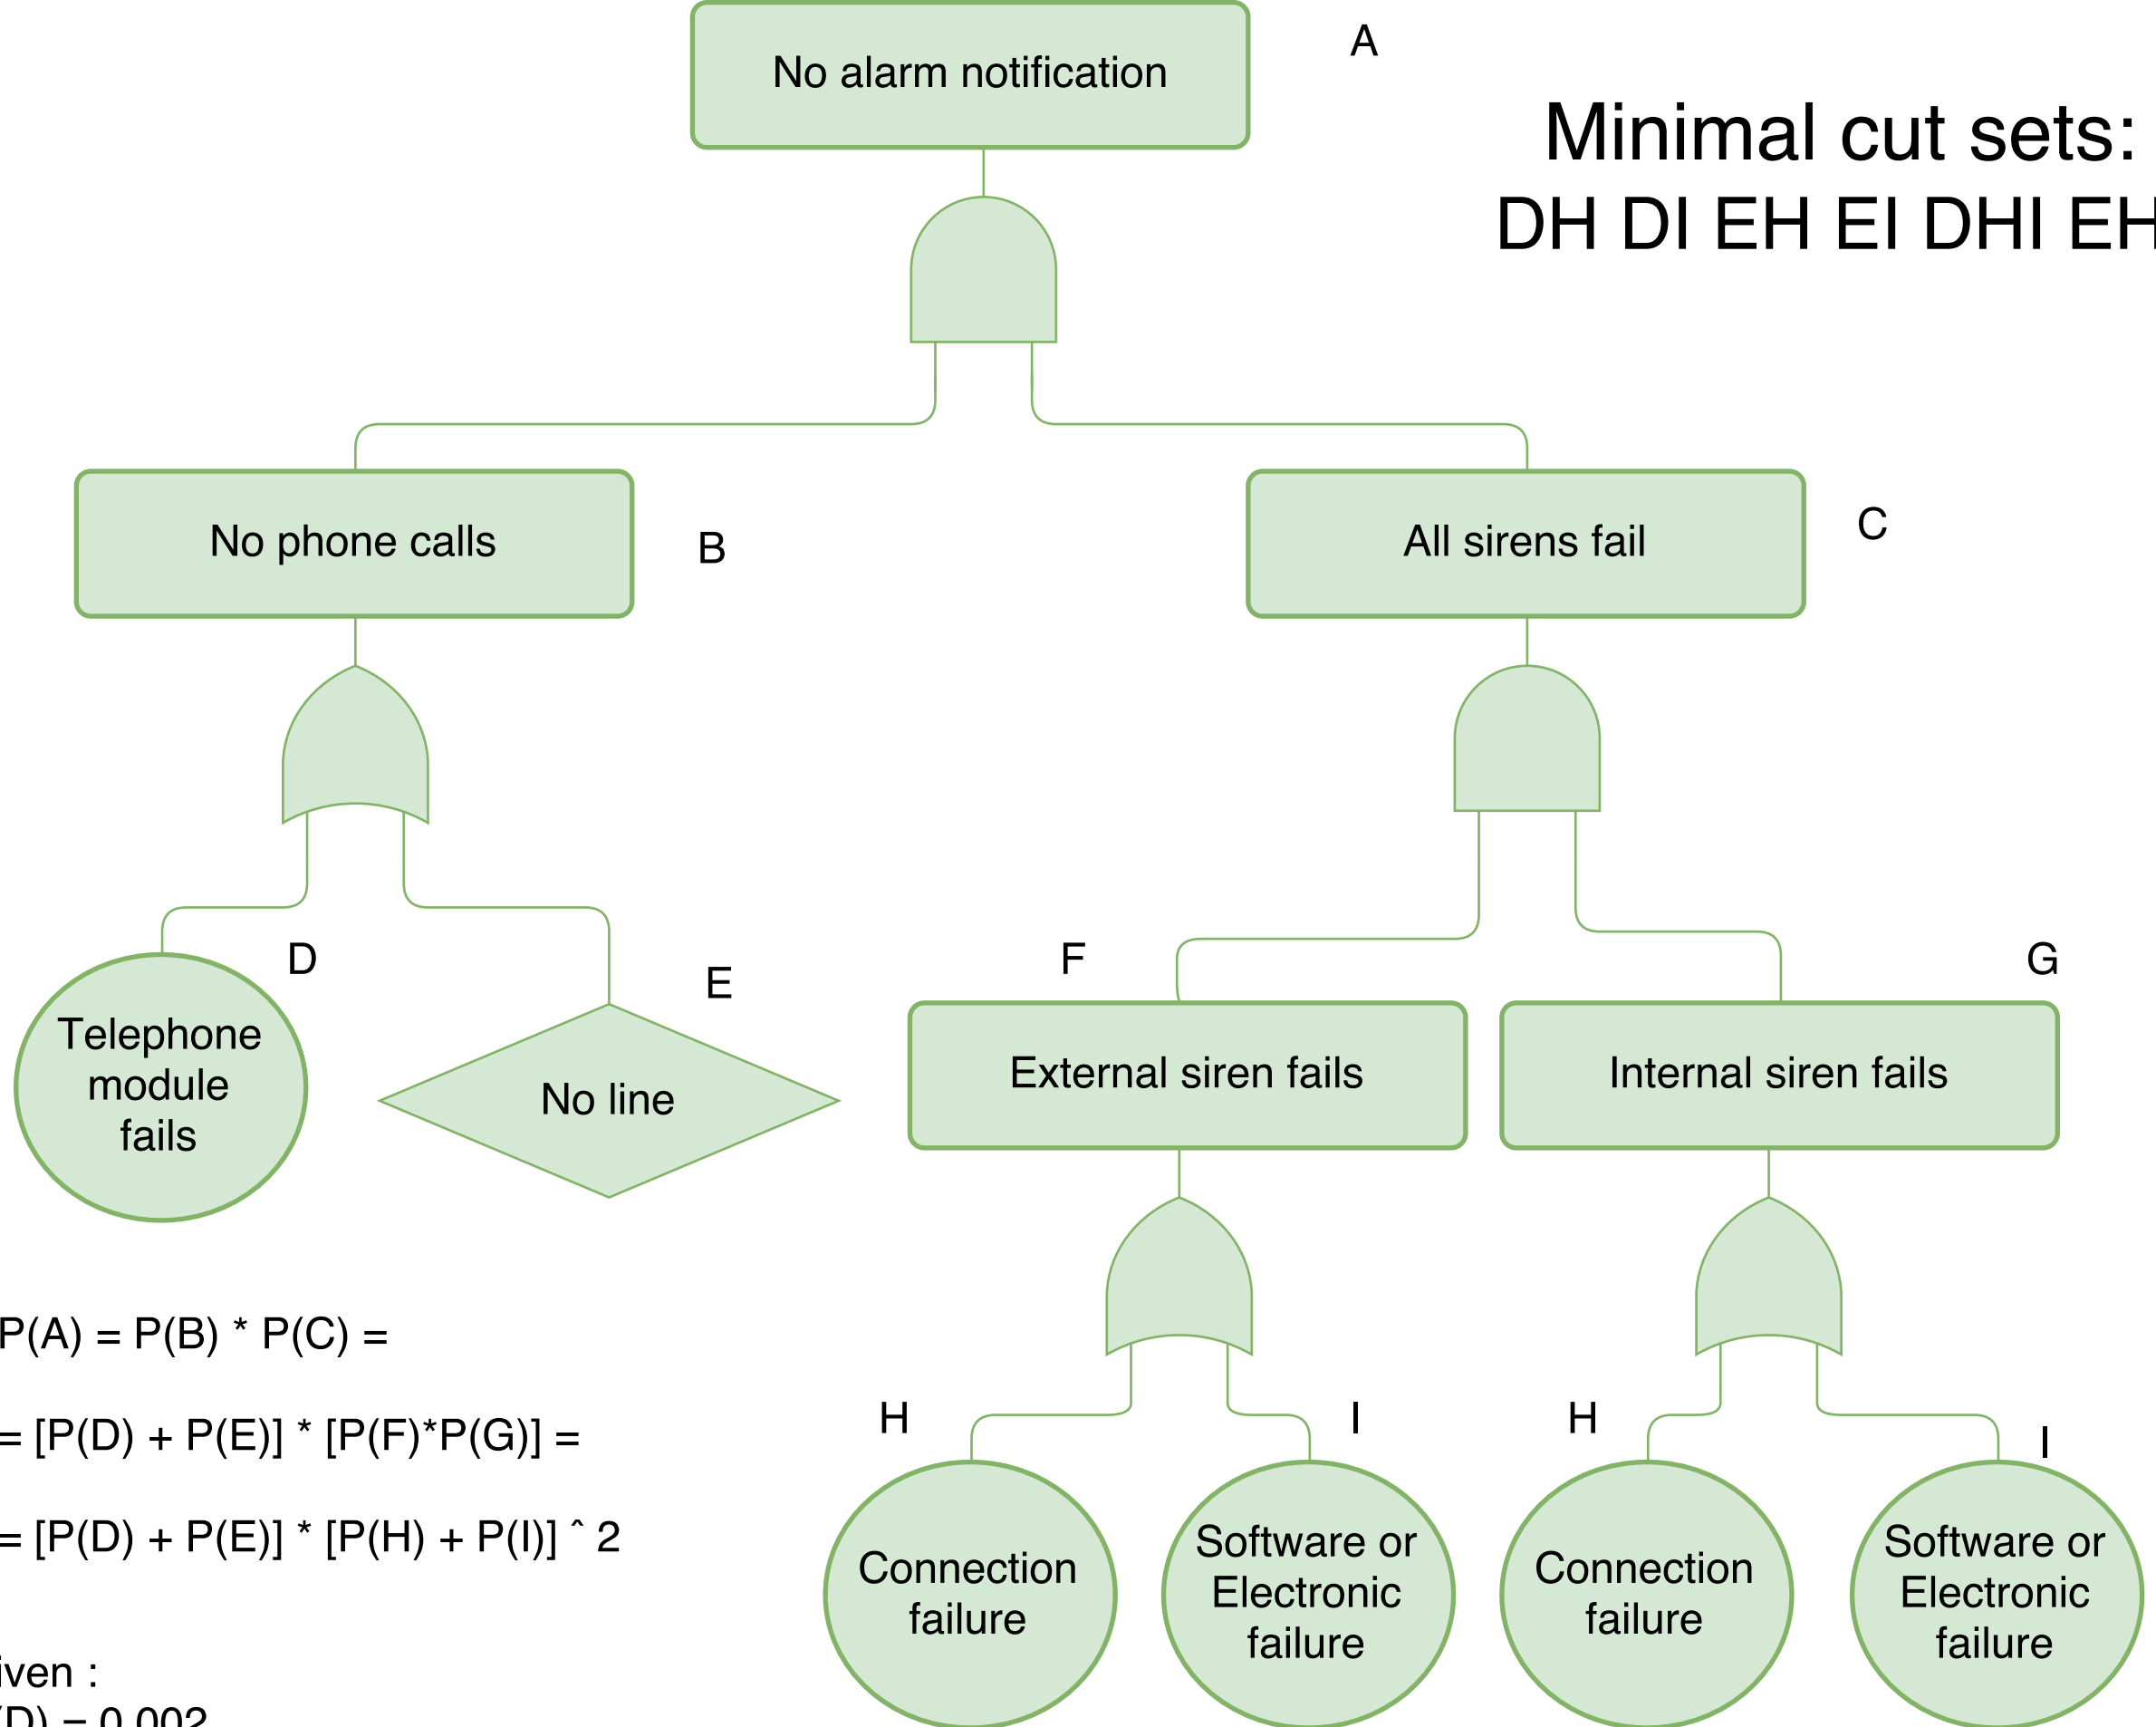 No alarm notification
A
Minimal cut sets:
DH DI EH EI DHI EH
No phone calls
B
All sirens fail
C
D
E
F
G
Telephone
module
fails
No line
External siren fails
Internal siren fails
P(A) = P(B) * P(C) =
= [P(D) + P(E)] * [P(F)*P(G)] =
= [P(D) + P(E)] * [P(H) + P(I)] ^ 2
H
I
H
I
Connection
failure
Software or
Electronic
failure
Connection
failure
Software or
Electronic
failure
iven :
(D) = 0.002